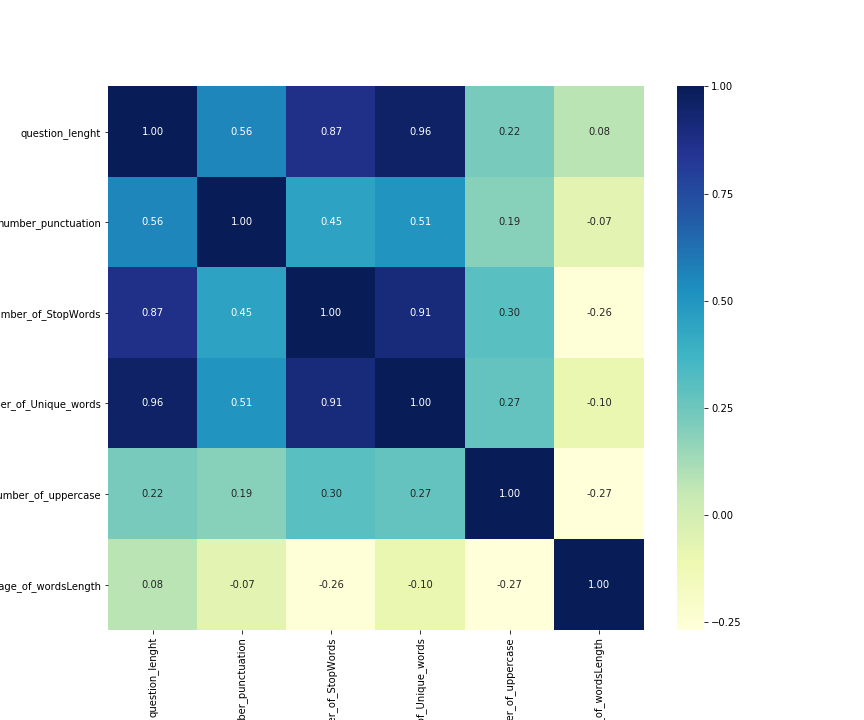 question_lenght 1.00 0.56 0.87 0.96 0.22 0.08
number_punctuation 0.56 1.00 0.45 0.51 0.19 -0.07
mber_of_StopWords 0.87 0.45 1.00 0.91 0.30 -0.26
er_of_Unique_words 0.96 0.51 0.91 1.00 0.27 -0.10
umber_of_uppercase 0.22 0.19 0.30 0.27 1.00 -0.27
age_of_wordsLength 0.08 -0.07 -0.26 -0.10 -0.27 1.00
question_lenght
ber_punctuation
er_of_StopWords
of_Unique_words
er_of_uppercase
_of_wordsLength
1.00
0.75
0.50
0.25
0.00
−0.25